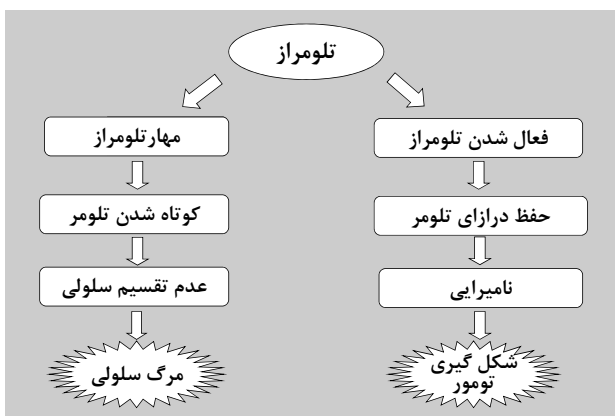 تلومراز
فعال شدن تلومراز
مهارتلومراز
حفظ درازای تلومر
کوتاه شدن تلومر
نامیرایی
عدم تقسیم سلولی
شکل گیری
تومور
مرگ سلولی